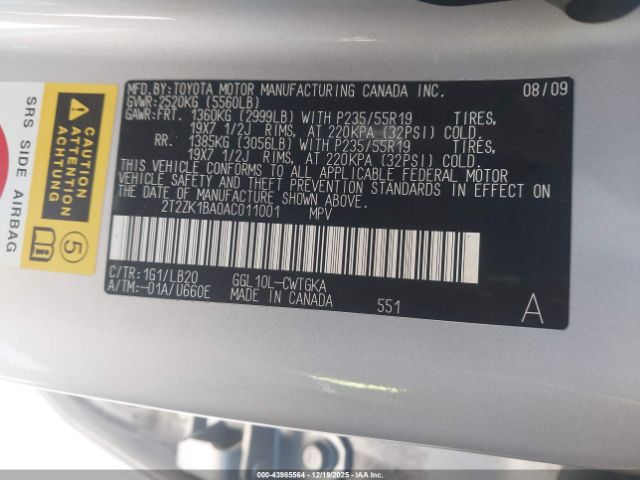 MFD.BY:TOYOTA MOTOR MANUFACTURING CANADA INC. 08/09
GVWR:2520KG (5560LB)
GAWR:FRT. 1360KG (2999LB) WITH P235/55R19 TIRES,
19X7 1/2J RIMS, AT 220KPA (32PSI) COLD.
RR. 1385KG (3056LB) WITH P235/55R19 TIRES,
19X7 1/2J RIMS, AT 220KPA (32PSI) COLD.
THIS VEHICLE CONFORMS TO ALL APPLICABLE FEDERAL MOTOR
VEHICLE SAFETY AND THEFT PREVENTION STANDARDS IN EFFECT ON
THE DATE OF MANUFACTURE SHOWN ABOVE.
2T2ZK1BA0AC011001 MPV
C/TR:1G1/LB20 GGL10L-CWTGKA
A/TM:-01A/U660E MADE IN CANADA 551 A
SRS SIDE AIRBAG
CAUTION
ATTENTION
ACHTUNG
5
000-43985564 - 12/19/2025 - IAAI.COM